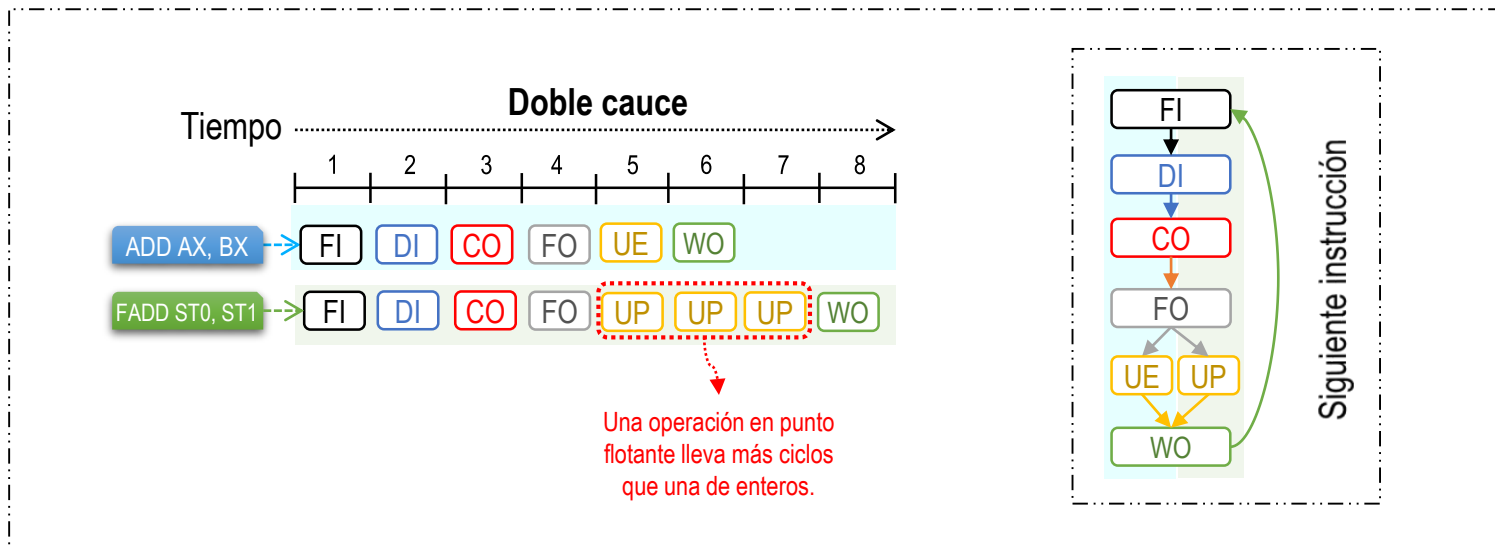 Doble cauce
Tiempo
1 2 3 4 5 6 7 8
ADD AX, BX FI DI CO FO UE WO
FADD ST0, ST1 FI DI CO FO UP UP UP WO
Una operación en punto
flotante lleva más ciclos
que una de enteros.
FI
DI
CO
FO
UE UP
WO
Siguiente instrucción